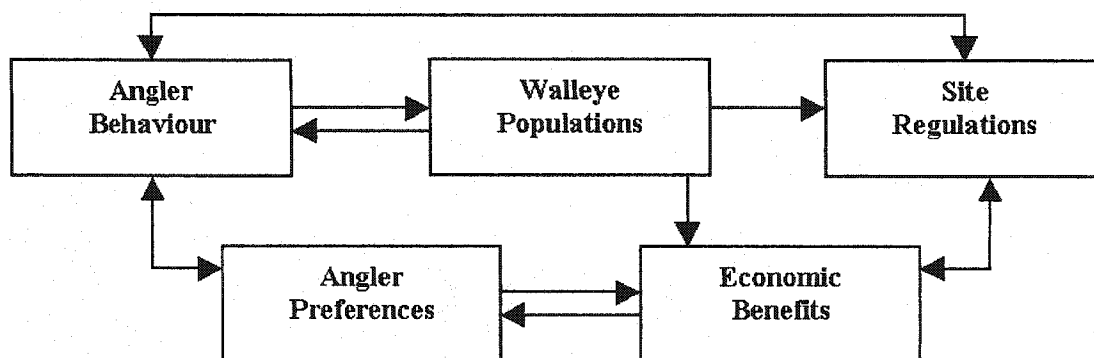 Angler
Behaviour
Walleye
Populations
Site
Regulations
Angler
Preferences
Economic
Benefits